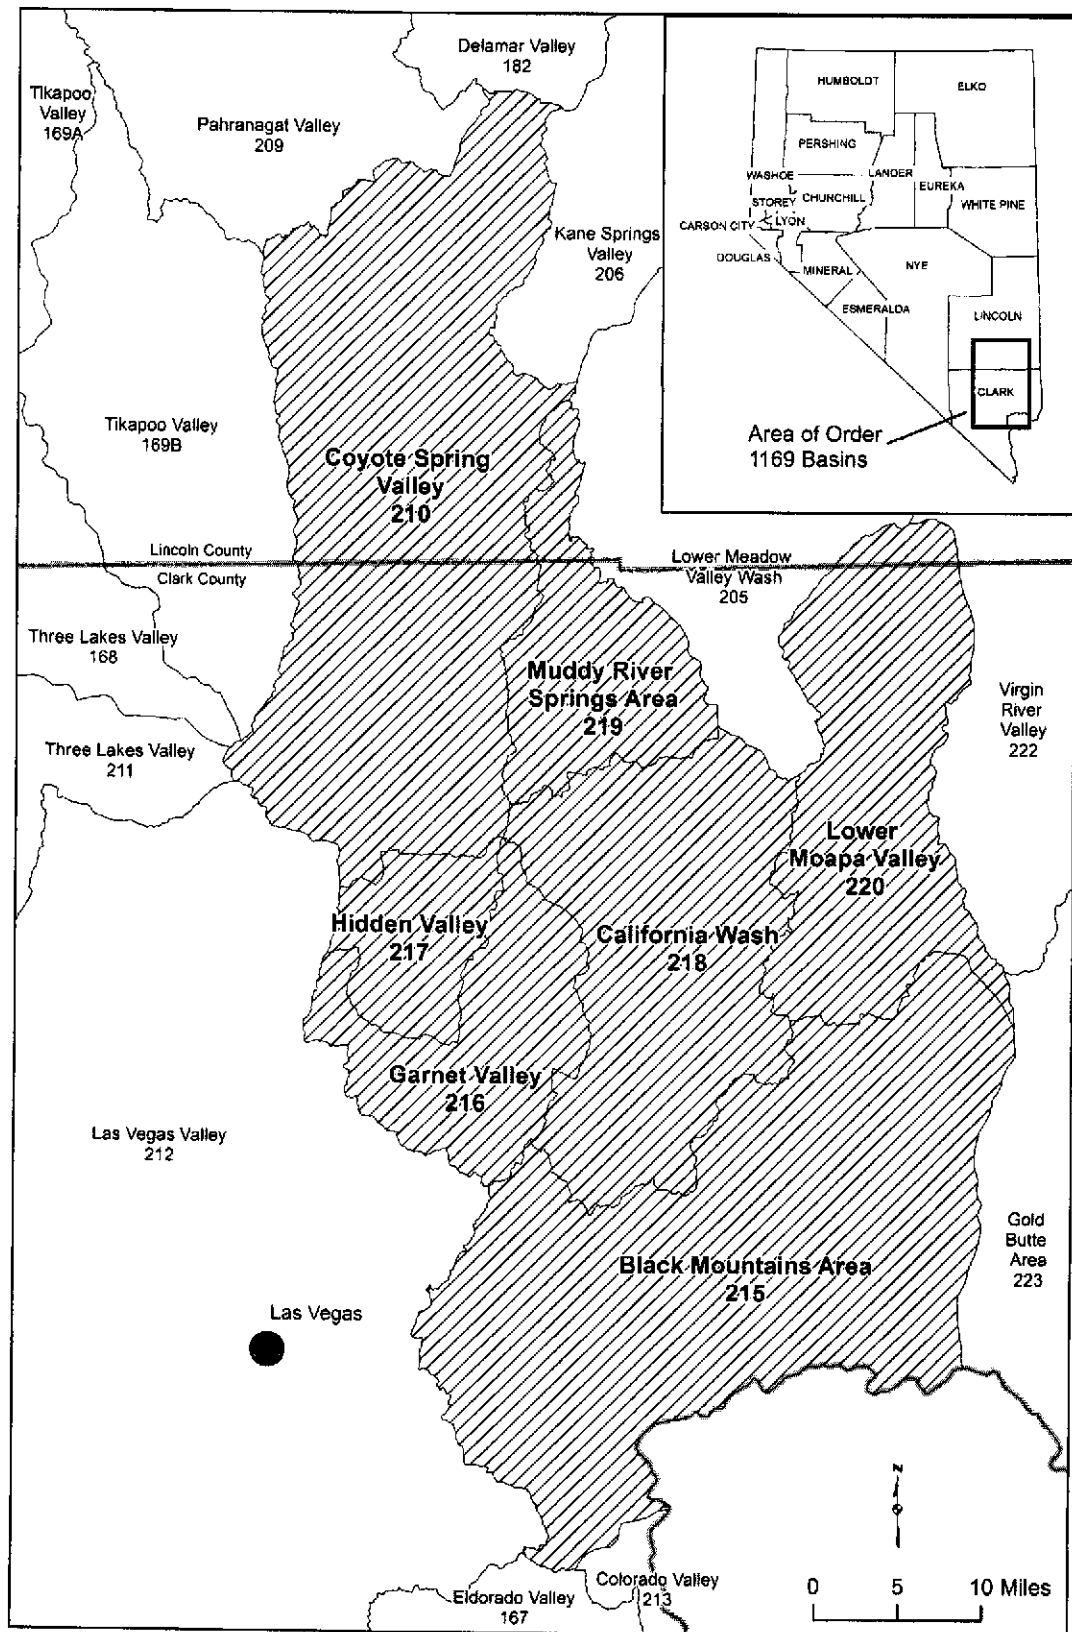 Delamar Valley
182
Tikapoo
Valley
169A
Pahranagat Valley
209
HUMBOLDT
ELKO
PERSHING
WASHOE
LANDER
EUREKA
STOREY
CHURCHILL
WHITE PINE
LYON
CARSON CITY
DOUGLAS
MINERAL
NYE
ESMERALDA
LINCOLN
CLARK
Area of Order
1169 Basins
Kane Springs
Valley
206
Tikapoo Valley
169B
Coyote Spring
Valley
210
Lincoln County
Clark County
Lower Meadow
Valley Wash
205
Three Lakes Valley
168
Muddy River
Springs Area
219
Virgin
River
Valley
222
Three Lakes Valley
211
Lower
Moapa Valley
220
Hidden Valley
217
California Wash
218
Garnet Valley
216
Las Vegas Valley
212
Gold
Butte
Area
223
Black Mountains Area
215
Las Vegas
N
Colorado Valley
213
Eldorado Valley
167
0 5 10 Miles